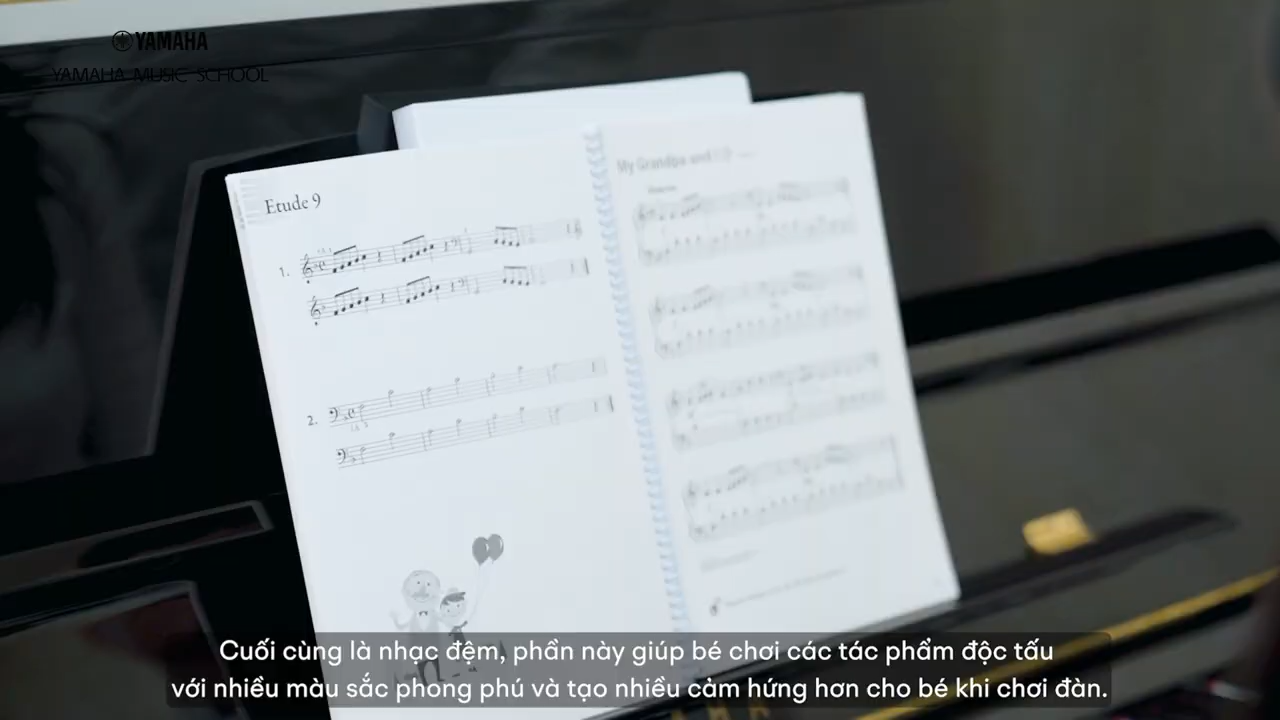 YAMAHA
YAMAHA MUSIC SCHOOL
Etude 9
My Grandpa and
1.
2.
Cuối cùng là nhạc đệm, phần này giúp bé chơi các tác phẩm độc tấu
với nhiều màu sắc phong phú và tạo nhiều cảm hứng hơn cho bé khi chơi đàn.